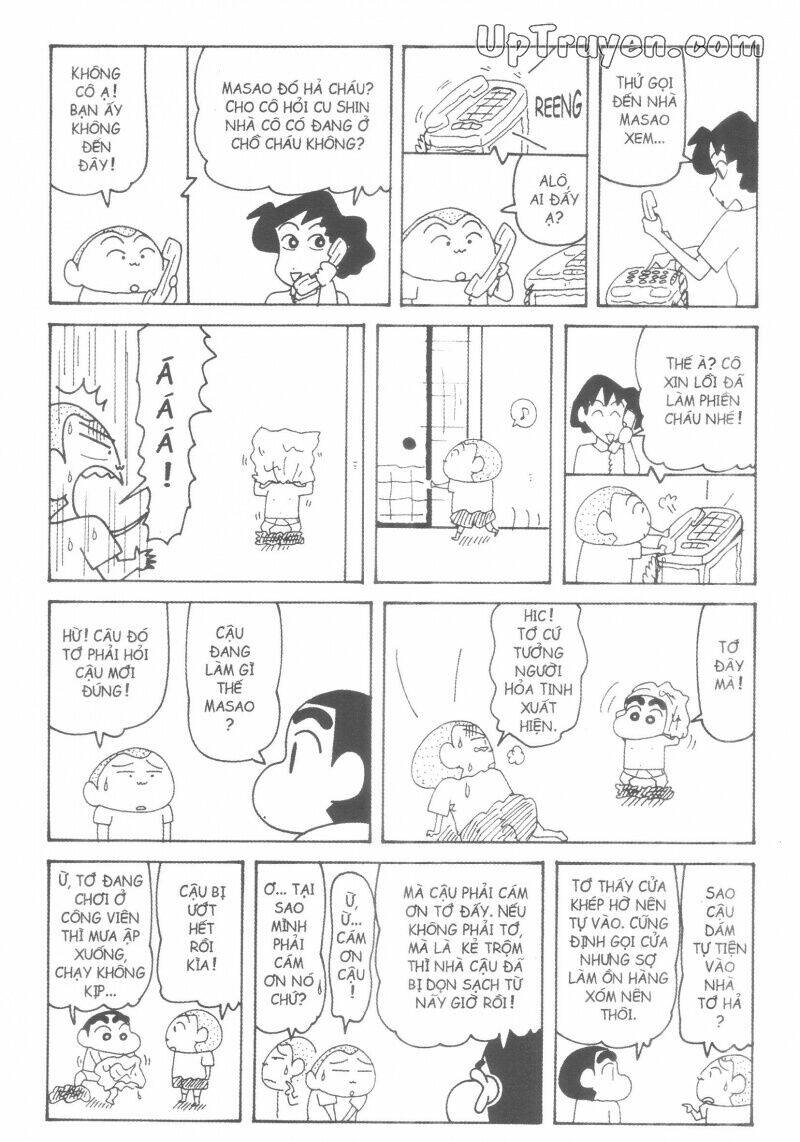 UpTruyen.com
THỬ GỌI
ĐẾN NHÀ
MASAO
XEM...
REENG
ALÔ,
AI ĐẤY
Ạ?
MASAO ĐÓ HẢ CHÁU?
CHO CÔ HỎI CU SHIN
NHÀ CÔ CÓ ĐANG Ở
CHỖ CHÁU KHÔNG?
KHÔNG
CÔ Ạ!
BẠN ẤY
KHÔNG
ĐẾN
ĐÂY!
THẾ À? CÔ
XIN LỖI ĐÃ
LÀM PHIỀN
CHÁU NHÉ!
Á
Á
Á!
TỚ
ĐÂY
MÀ!
HIC!
TỚ CỨ
TƯỞNG
NGƯỜI
HỎA TINH
XUẤT
HIỆN.
CẬU
ĐANG
LÀM GÌ
THẾ
MASAO
?
HỪ! CÂU ĐÓ
TỚ PHẢI HỎI
CẬU MỚI
ĐÚNG!
SAO
CẬU
DÁM
TỰ TIỆN
VÀO
NHÀ
TỚ HẢ
?
TỚ THẤY CỬA
KHÉP HỜ NÊN
TỰ VÀO. CŨNG
ĐỊNH GỌI CỬA
NHƯNG SỢ
LÀM ỒN HÀNG
XÓM NÊN
THÔI.
MÀ CẬU PHẢI CÁM
ƠN TỚ ĐẤY. NẾU
KHÔNG PHẢI TỚ,
MÀ LÀ KẺ TRỘM
THÌ NHÀ CẬU ĐÃ
BỊ DỌN SẠCH TỪ
NÃY GIỜ RỒI!
Ừ,
Ừ...
CÁM
ƠN
CẬU!
Ơ... TẠI
SAO
MÌNH
PHẢI
CÁM
ƠN NÓ
CHỨ?
CẬU BỊ
ƯỚT
HẾT
RỒI
KÌA!
Ừ, TỚ ĐANG
CHƠI Ở
CÔNG VIÊN
THÌ MƯA ẬP
XUỐNG,
CHẠY KHÔNG
KỊP...